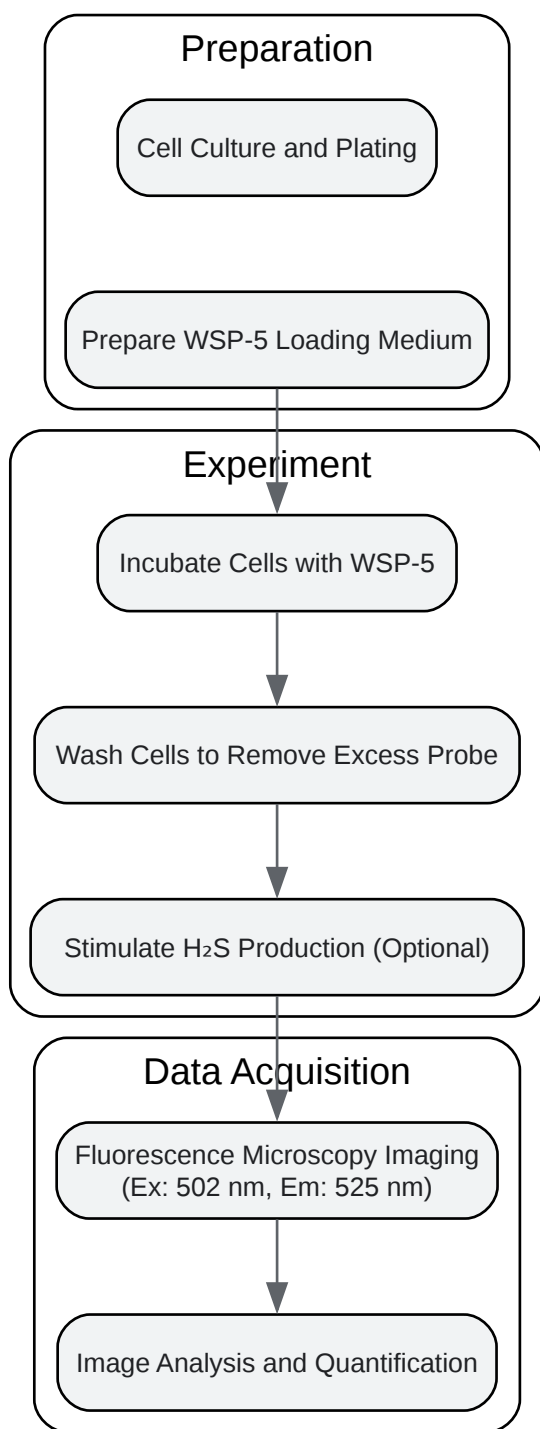 Preparation
Cell Culture and Plating
Prepare WSP-5 Loading Medium
Experiment
Incubate Cells with WSP-5
Wash Cells to Remove Excess Probe
Stimulate H₂S Production (Optional)
Data Acquisition
Fluorescence Microscopy Imaging
(Ex: 502 nm, Em: 525 nm)
Image Analysis and Quantification